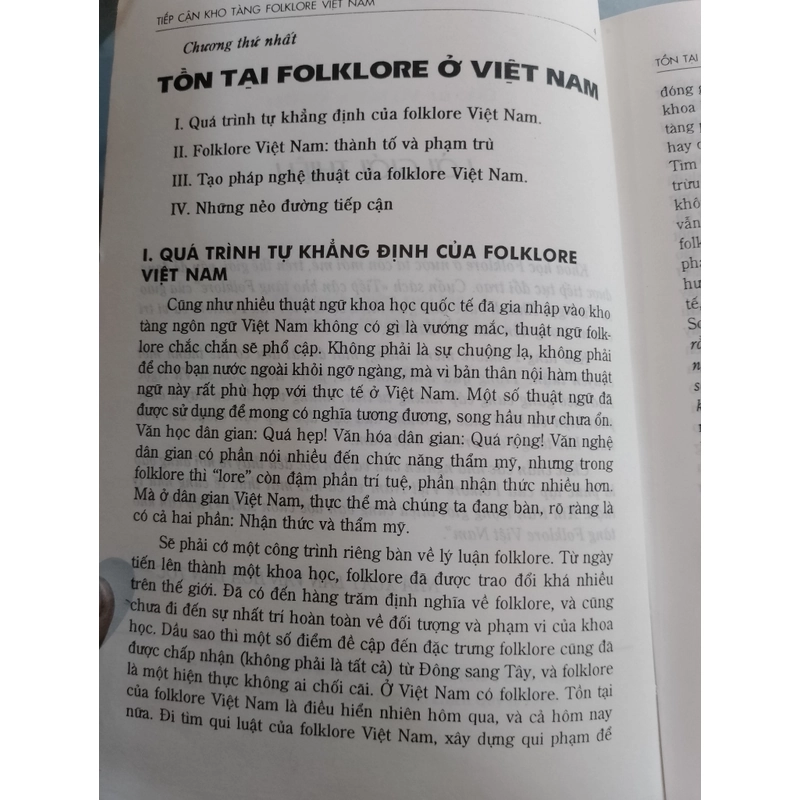 TIẾP CẬN KHO TÀNG FOLKLORE VIỆT NAM
Chương thứ nhất
TỒN TẠI FOLKLORE Ở VIỆT NAM
I. Quá trình tự khẳng định của folklore Việt Nam.
II. Folklore Việt Nam: thành tố và phạm trù
III. Tạo pháp nghệ thuật của folklore Việt Nam.
IV. Những nẻo đường tiếp cận
I. QUÁ TRÌNH TỰ KHẲNG ĐỊNH CỦA FOLKLORE
VIỆT NAM
Cũng như nhiều thuật ngữ khoa học quốc tế đã gia nhập vào kho
tàng ngôn ngữ Việt Nam không có gì là vướng mắc, thuật ngữ folk-
lore chắc chắn sẽ phổ cập. Không phải là sự chuộng lạ, không phải
để cho bạn nước ngoài khỏi ngỡ ngàng, mà vì bản thân nội hàm thuật
ngữ này rất phù hợp với thực tế ở Việt Nam. Một số thuật ngữ đã
được sử dụng để mong có nghĩa tương đương, song hầu như chưa ổn.
Văn học dân gian: Quá hẹp! Văn hóa dân gian: Quá rộng! Văn nghệ
dân gian có phần nói nhiều đến chức năng thẩm mỹ, nhưng trong
folklore thì “lore” còn đậm phần trí tuệ, phần nhận thức nhiều hơn.
Mà ở dân gian Việt Nam, thực thể mà chúng ta đang bàn, rõ ràng là
có cả hai phần: Nhận thức và thẩm mỹ.
Sẽ phải cớ một công trình riêng bàn về lý luận folklore. Từ ngày
tiến lên thành một khoa học, folklore đã được trao đổi khá nhiều
trên thế giới. Đã có đến hàng trăm định nghĩa về folklore, và cũng
chưa đi đến sự nhất trí hoàn toàn về đối tượng và phạm vi của khoa
học. Dầu sao thì một số điểm đề cập đến đặc trưng folklore cũng đã
được chấp nhận (không phải là tất cả) từ Đông sang Tây, và folklore
là một hiện thực không ai chối cãi. Ở Việt Nam có folklore. Tồn tại
của folklore Việt Nam là điều hiển nhiên hôm qua, và cả hôm nay
nữa. Đi tìm qui luật của folklore Việt Nam, xây dựng qui phạm để
TỒN TẠI
đóng g
khoa
tàng
hay
Tìm
trừu
khô
vẫn
folk
phá
hư
tế,
So